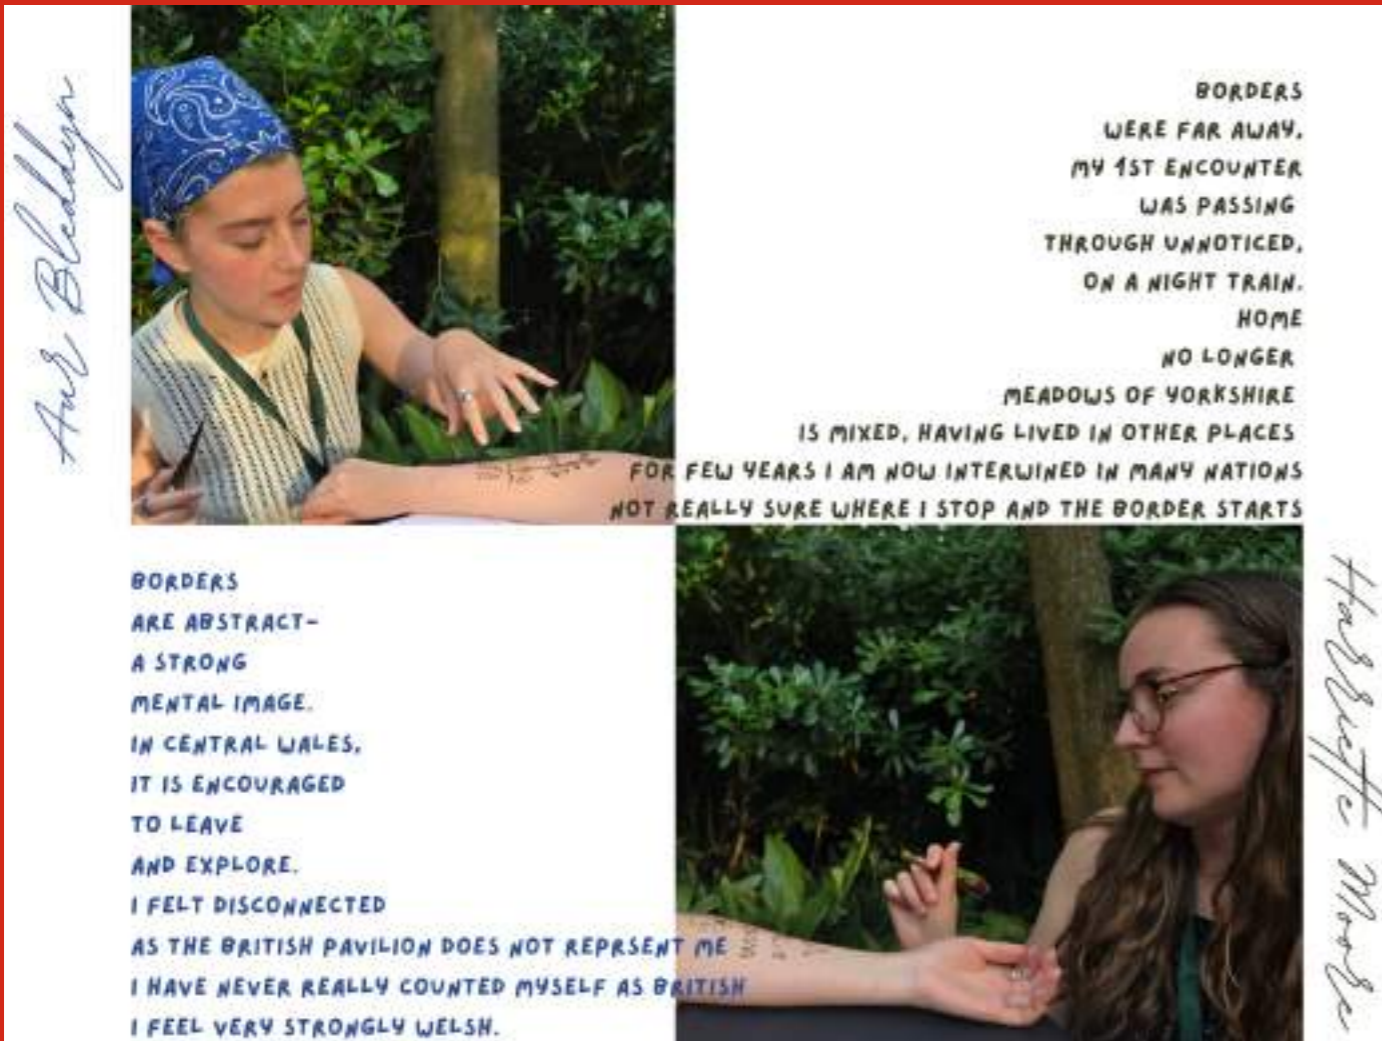 Aur Bleddyn
BORDERS
WERE FAR AWAY.
MY 1ST ENCOUNTER
WAS PASSING
THROUGH UNNOTICED,
ON A NIGHT TRAIN.
HOME
NO LONGER
MEADOWS OF YORKSHIRE
IS MIXED, HAVING LIVED IN OTHER PLACES
FOR FEW YEARS I AM NOW INTERWINED IN MANY NATIONS
NOT REALLY SURE WHERE I STOP AND THE BORDER STARTS
BORDERS
ARE ABSTRACT-
A STRONG
MENTAL IMAGE.
IN CENTRAL WALES,
IT IS ENCOURAGED
TO LEAVE
AND EXPLORE.
I FELT DISCONNECTED
AS THE BRITISH PAVILION DOES NOT REPRSENT ME
I HAVE NEVER REALLY COUNTED MYSELF AS BRITISH
I FEEL VERY STRONGLY WELSH.
Harriette Moore